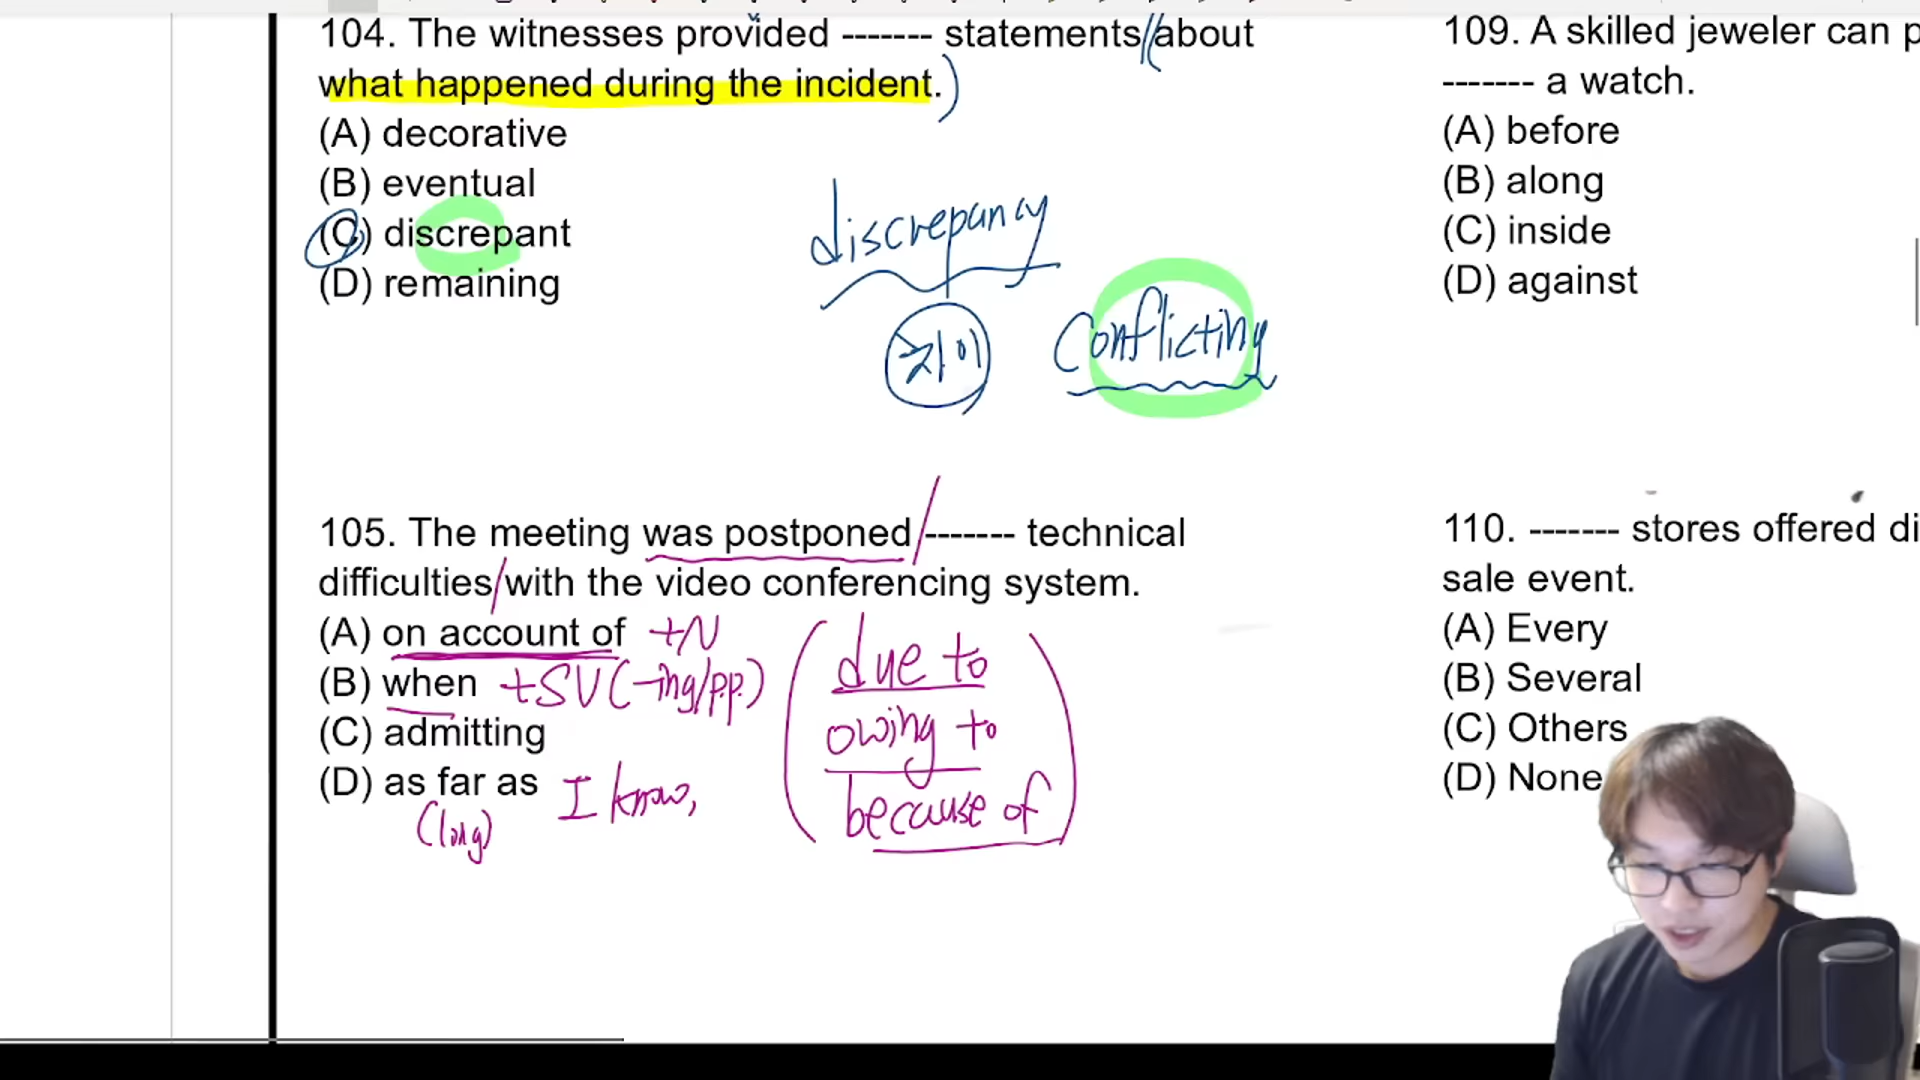 104. The witnesses provided ------- statements about
what happened during the incident.
(A) decorative
(B) eventual
(C) discrepant
(D) remaining
discrepancy
차이
Conflicting
105. The meeting was postponed ------- technical
difficulties with the video conferencing system.
(A) on account of +N
(B) when +SV(-ing/p.p.)
(C) admitting
(D) as far as I know,
(long)
due to
owing to
because of
109. A skilled jeweler can p
------- a watch.
(A) before
(B) along
(C) inside
(D) against
110. ------- stores offered di
sale event.
(A) Every
(B) Several
(C) Others
(D) None